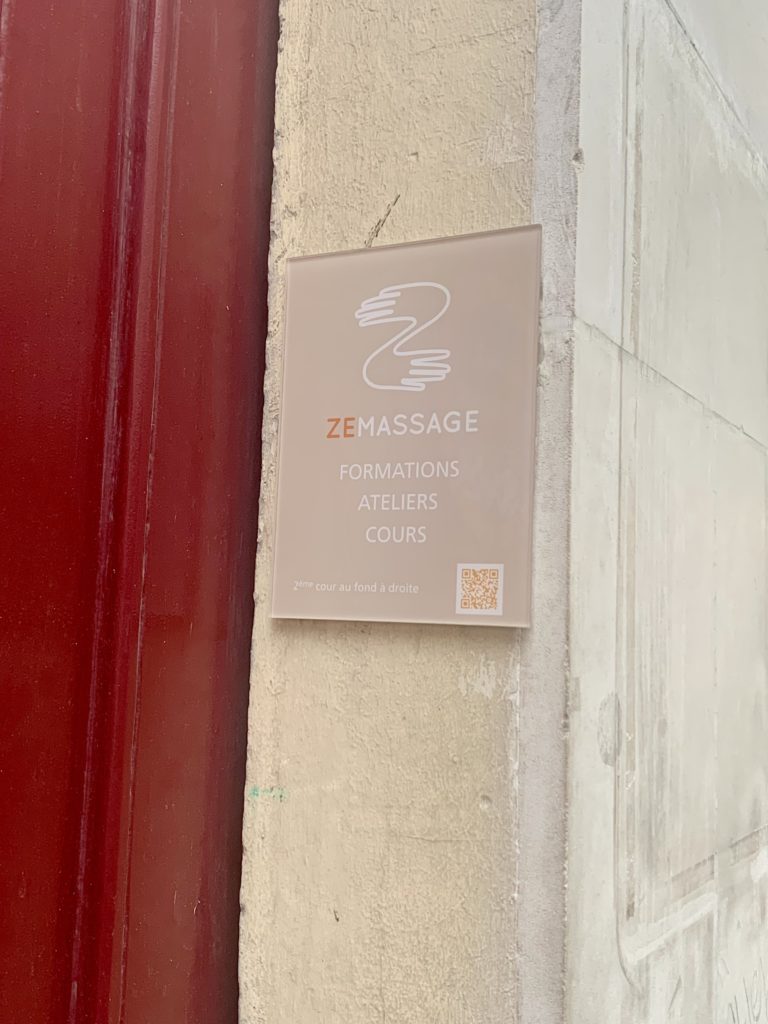 ZEMASSAGE
FORMATIONS
ATELIERS
COURS
2ème cour au fond à droite